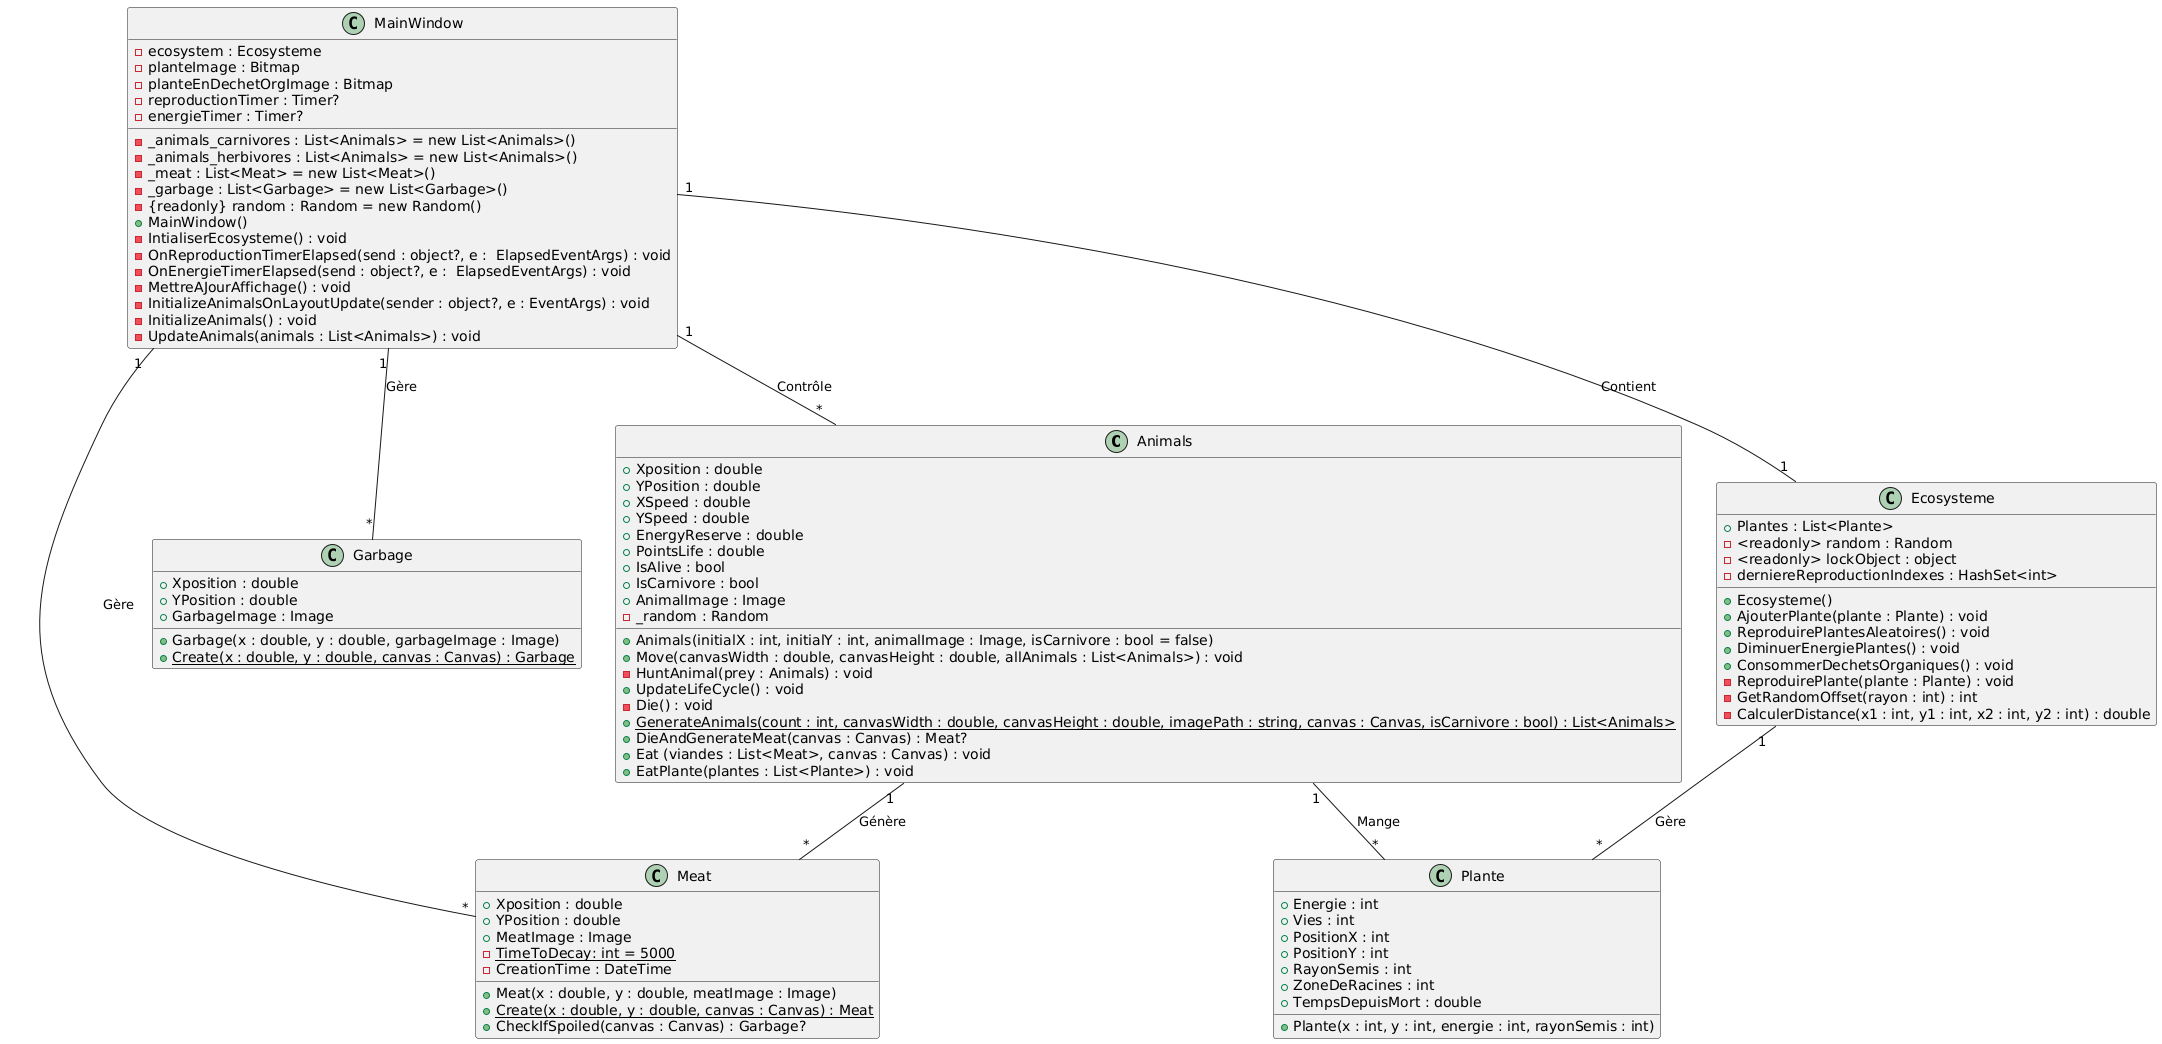 MainWindow
ecosystem : Ecosysteme
planteImage : Bitmap
planteEnDechetOrgImage : Bitmap
reproductionTimer : Timer?
energieTimer : Timer?
_animals_carnivores : List<Animals> = new List<Animals>()
_animals_herbivores : List<Animals> = new List<Animals>()
_meat : List<Meat> = new List<Meat>()
_garbage : List<Garbage> = new List<Garbage>()
{readonly} random : Random = new Random()
MainWindow()
IntialiserEcosysteme() : void
OnReproductionTimerElapsed(send : object?, e :  ElapsedEventArgs) : void
OnEnergieTimerElapsed(send : object?, e :  ElapsedEventArgs) : void
MettreAJourAffichage() : void
InitializeAnimalsOnLayoutUpdate(sender : object?, e : EventArgs) : void
InitializeAnimals() : void
UpdateAnimals(animals : List<Animals>) : void
1
1
1
1
Gère
Contrôle
Contient
*
*
1
Gère
*
Animals
Xposition : double
YPosition : double
XSpeed : double
YSpeed : double
EnergyReserve : double
PointsLife : double
IsAlive : bool
IsCarnivore : bool
AnimalImage : Image
_random : Random
Animals(initialX : int, initialY : int, animalImage : Image, isCarnivore : bool = false)
Move(canvasWidth : double, canvasHeight : double, allAnimals : List<Animals>) : void
HuntAnimal(prey : Animals) : void
UpdateLifeCycle() : void
Die() : void
GenerateAnimals(count : int, canvasWidth : double, canvasHeight : double, imagePath : string, canvas : Canvas, isCarnivore : bool) : List<Animals>
DieAndGenerateMeat(canvas : Canvas) : Meat?
Eat (viandes : List<Meat>, canvas : Canvas) : void
EatPlante(plantes : List<Plante>) : void
Ecosysteme
Plantes : List<Plante>
<readonly> random : Random
<readonly> lockObject : object
derniereReproductionIndexes : HashSet<int>
Ecosysteme()
AjouterPlante(plante : Plante) : void
ReproduirePlantesAleatoires() : void
DiminuerEnergiePlantes() : void
ConsommerDechetsOrganiques() : void
ReproduirePlante(plante : Plante) : void
GetRandomOffset(rayon : int) : int
CalculerDistance(x1 : int, y1 : int, x2 : int, y2 : int) : double
Garbage
Xposition : double
YPosition : double
GarbageImage : Image
Garbage(x : double, y : double, garbageImage : Image)
Create(x : double, y : double, canvas : Canvas) : Garbage
1
1
1
Génère
Mange
Gère
*
*
*
Meat
Xposition : double
YPosition : double
MeatImage : Image
TimeToDecay: int = 5000
CreationTime : DateTime
Meat(x : double, y : double, meatImage : Image)
Create(x : double, y : double, canvas : Canvas) : Meat
CheckIfSpoiled(canvas : Canvas) : Garbage?
Plante
Energie : int
Vies : int
PositionX : int
PositionY : int
RayonSemis : int
ZoneDeRacines : int
TempsDepuisMort : double
Plante(x : int, y : int, energie : int, rayonSemis : int)